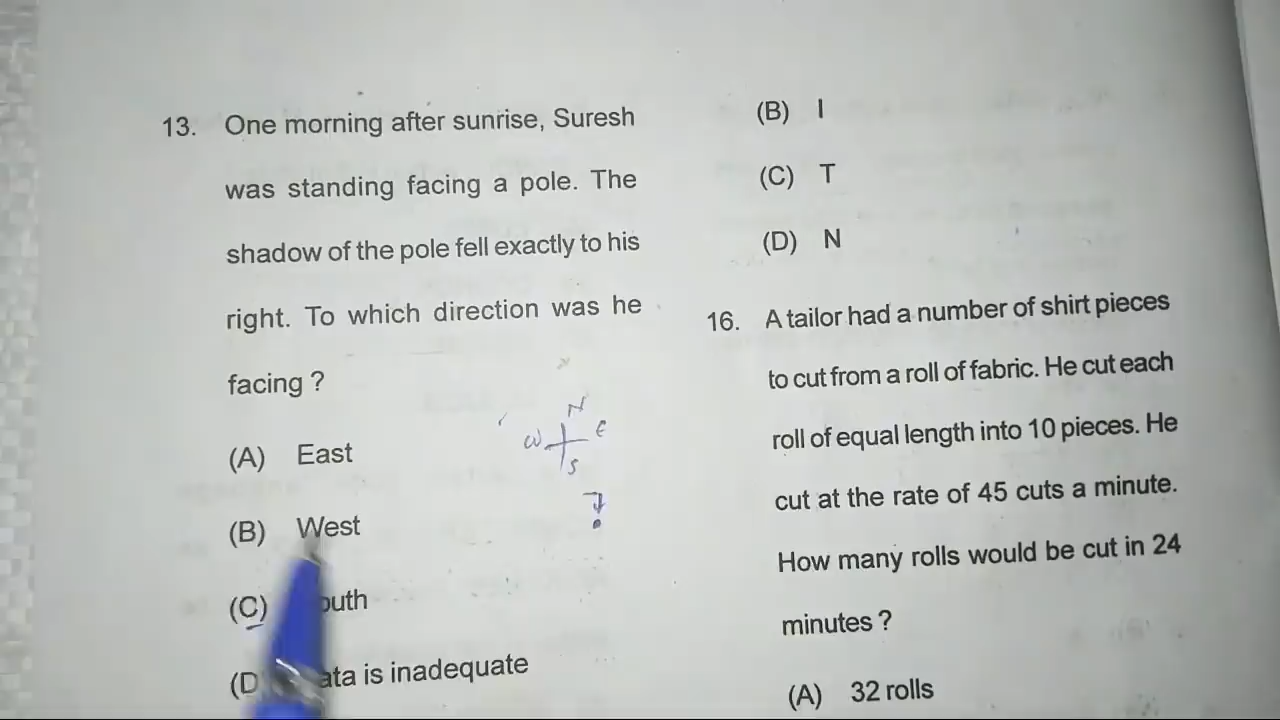 13. One morning after sunrise, Suresh
was standing facing a pole. The
shadow of the pole fell exactly to his
right. To which direction was he
facing ?
N
W E
S
?
(A) East
(B) West
(C) outh
(D ata is inadequate
(B) I
(C) T
(D) N
16. A tailor had a number of shirt pieces
to cut from a roll of fabric. He cut each
roll of equal length into 10 pieces. He
cut at the rate of 45 cuts a minute.
How many rolls would be cut in 24
minutes ?
(A) 32 rolls